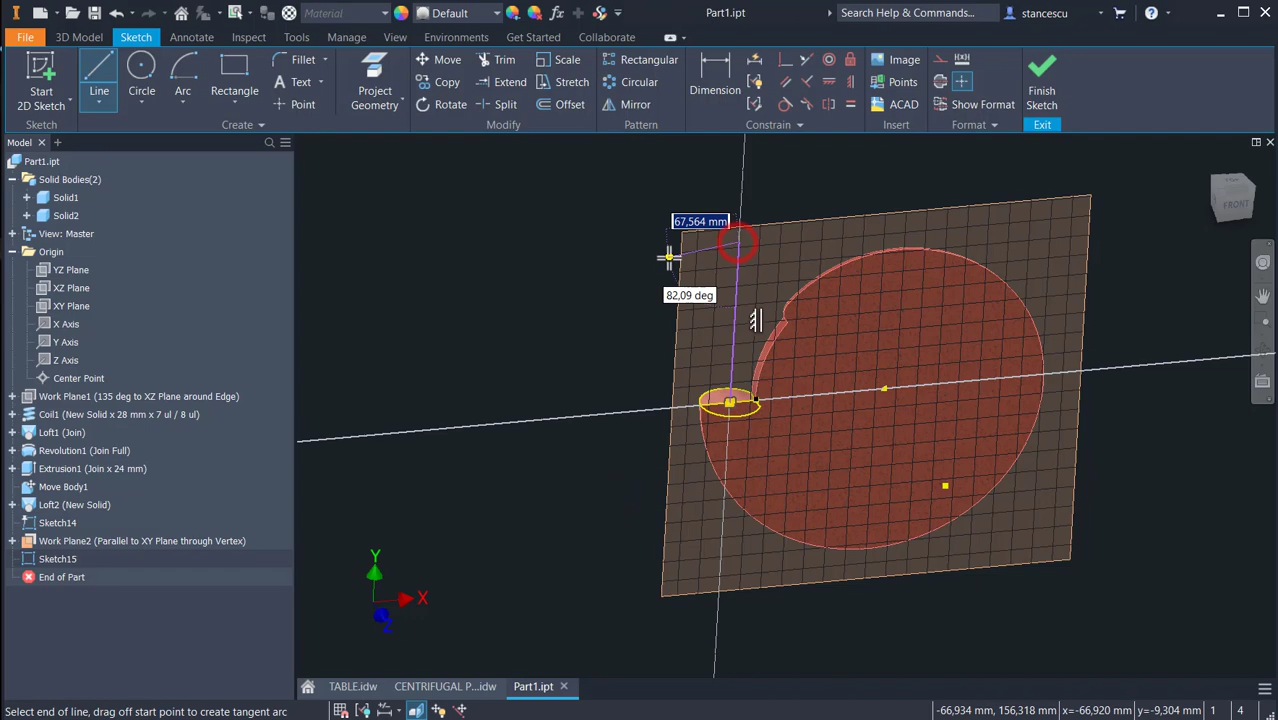 Material
Default
Part1.ipt
Search Help & Commands...
stancescu
File 3D Model Sketch Annotate Inspect Tools Manage View Environments Get Started Collaborate
Start 2D Sketch
Line
Circle
Arc
Rectangle
Fillet
Text
Point
Project Geometry
Move
Copy
Rotate
Trim
Extend
Split
Scale
Stretch
Offset
Rectangular
Circular
Mirror
Dimension
Image
Points
ACAD
Show Format
Finish Sketch
Sketch Create Modify Pattern Constrain Insert Format Exit
Model
Part1.ipt
Solid Bodies(2)
Solid1
Solid2
View: Master
Origin
YZ Plane
XZ Plane
XY Plane
X Axis
Y Axis
Z Axis
Center Point
Work Plane1 (135 deg to XZ Plane around Edge)
Coil1 (New Solid x 28 mm x 7 ul / 8 ul)
Loft1 (Join)
Revolution1 (Join Full)
Extrusion1 (Join x 24 mm)
Move Body1
Loft2 (New Solid)
Sketch14
Work Plane2 (Parallel to XY Plane through Vertex)
Sketch15
End of Part
67,564 mm
82,09 deg
FRONT
Y
X
Z
TABLE.idw CENTRIFUGAL P...idw Part1.ipt
Select end of line, drag off start point to create tangent arc
-66,934 mm, 156,318 mm x=-66,920 mm, y=-9,304 mm 1 4